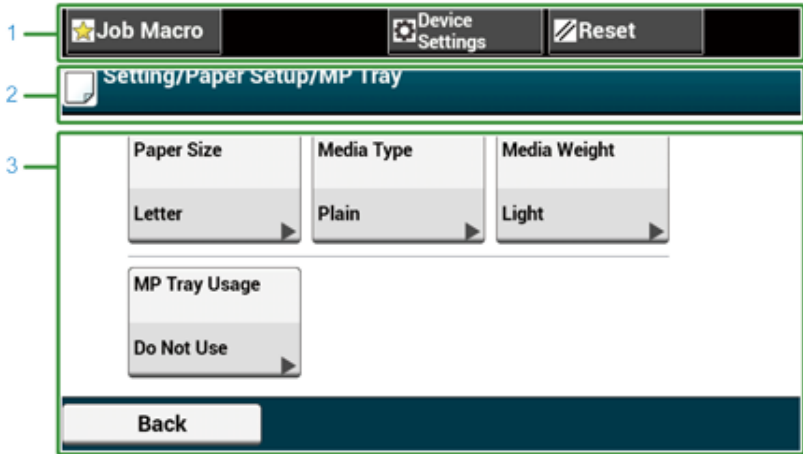 1
Job Macro
Device
Settings
Reset
2
Setting/Paper Setup/MP Tray
3
Paper Size
Media Type
Media Weight
Letter
Plain
Light
MP Tray Usage
Do Not Use
Back